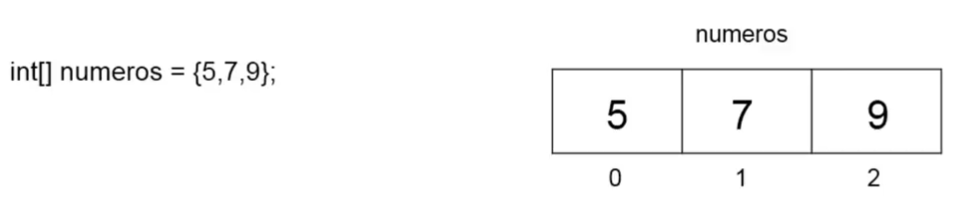 numeros
int[] numeros = {5,7,9};
5 7 9
0 1 2